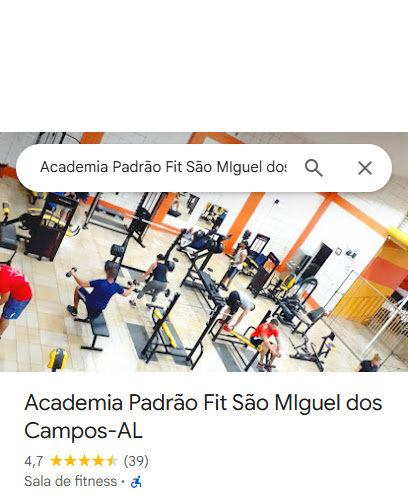 Academia Padrão Fit São MIguel dos
Academia Padrão Fit São MIguel dos
Campos-AL
4,7 (39)
Sala de fitness ·